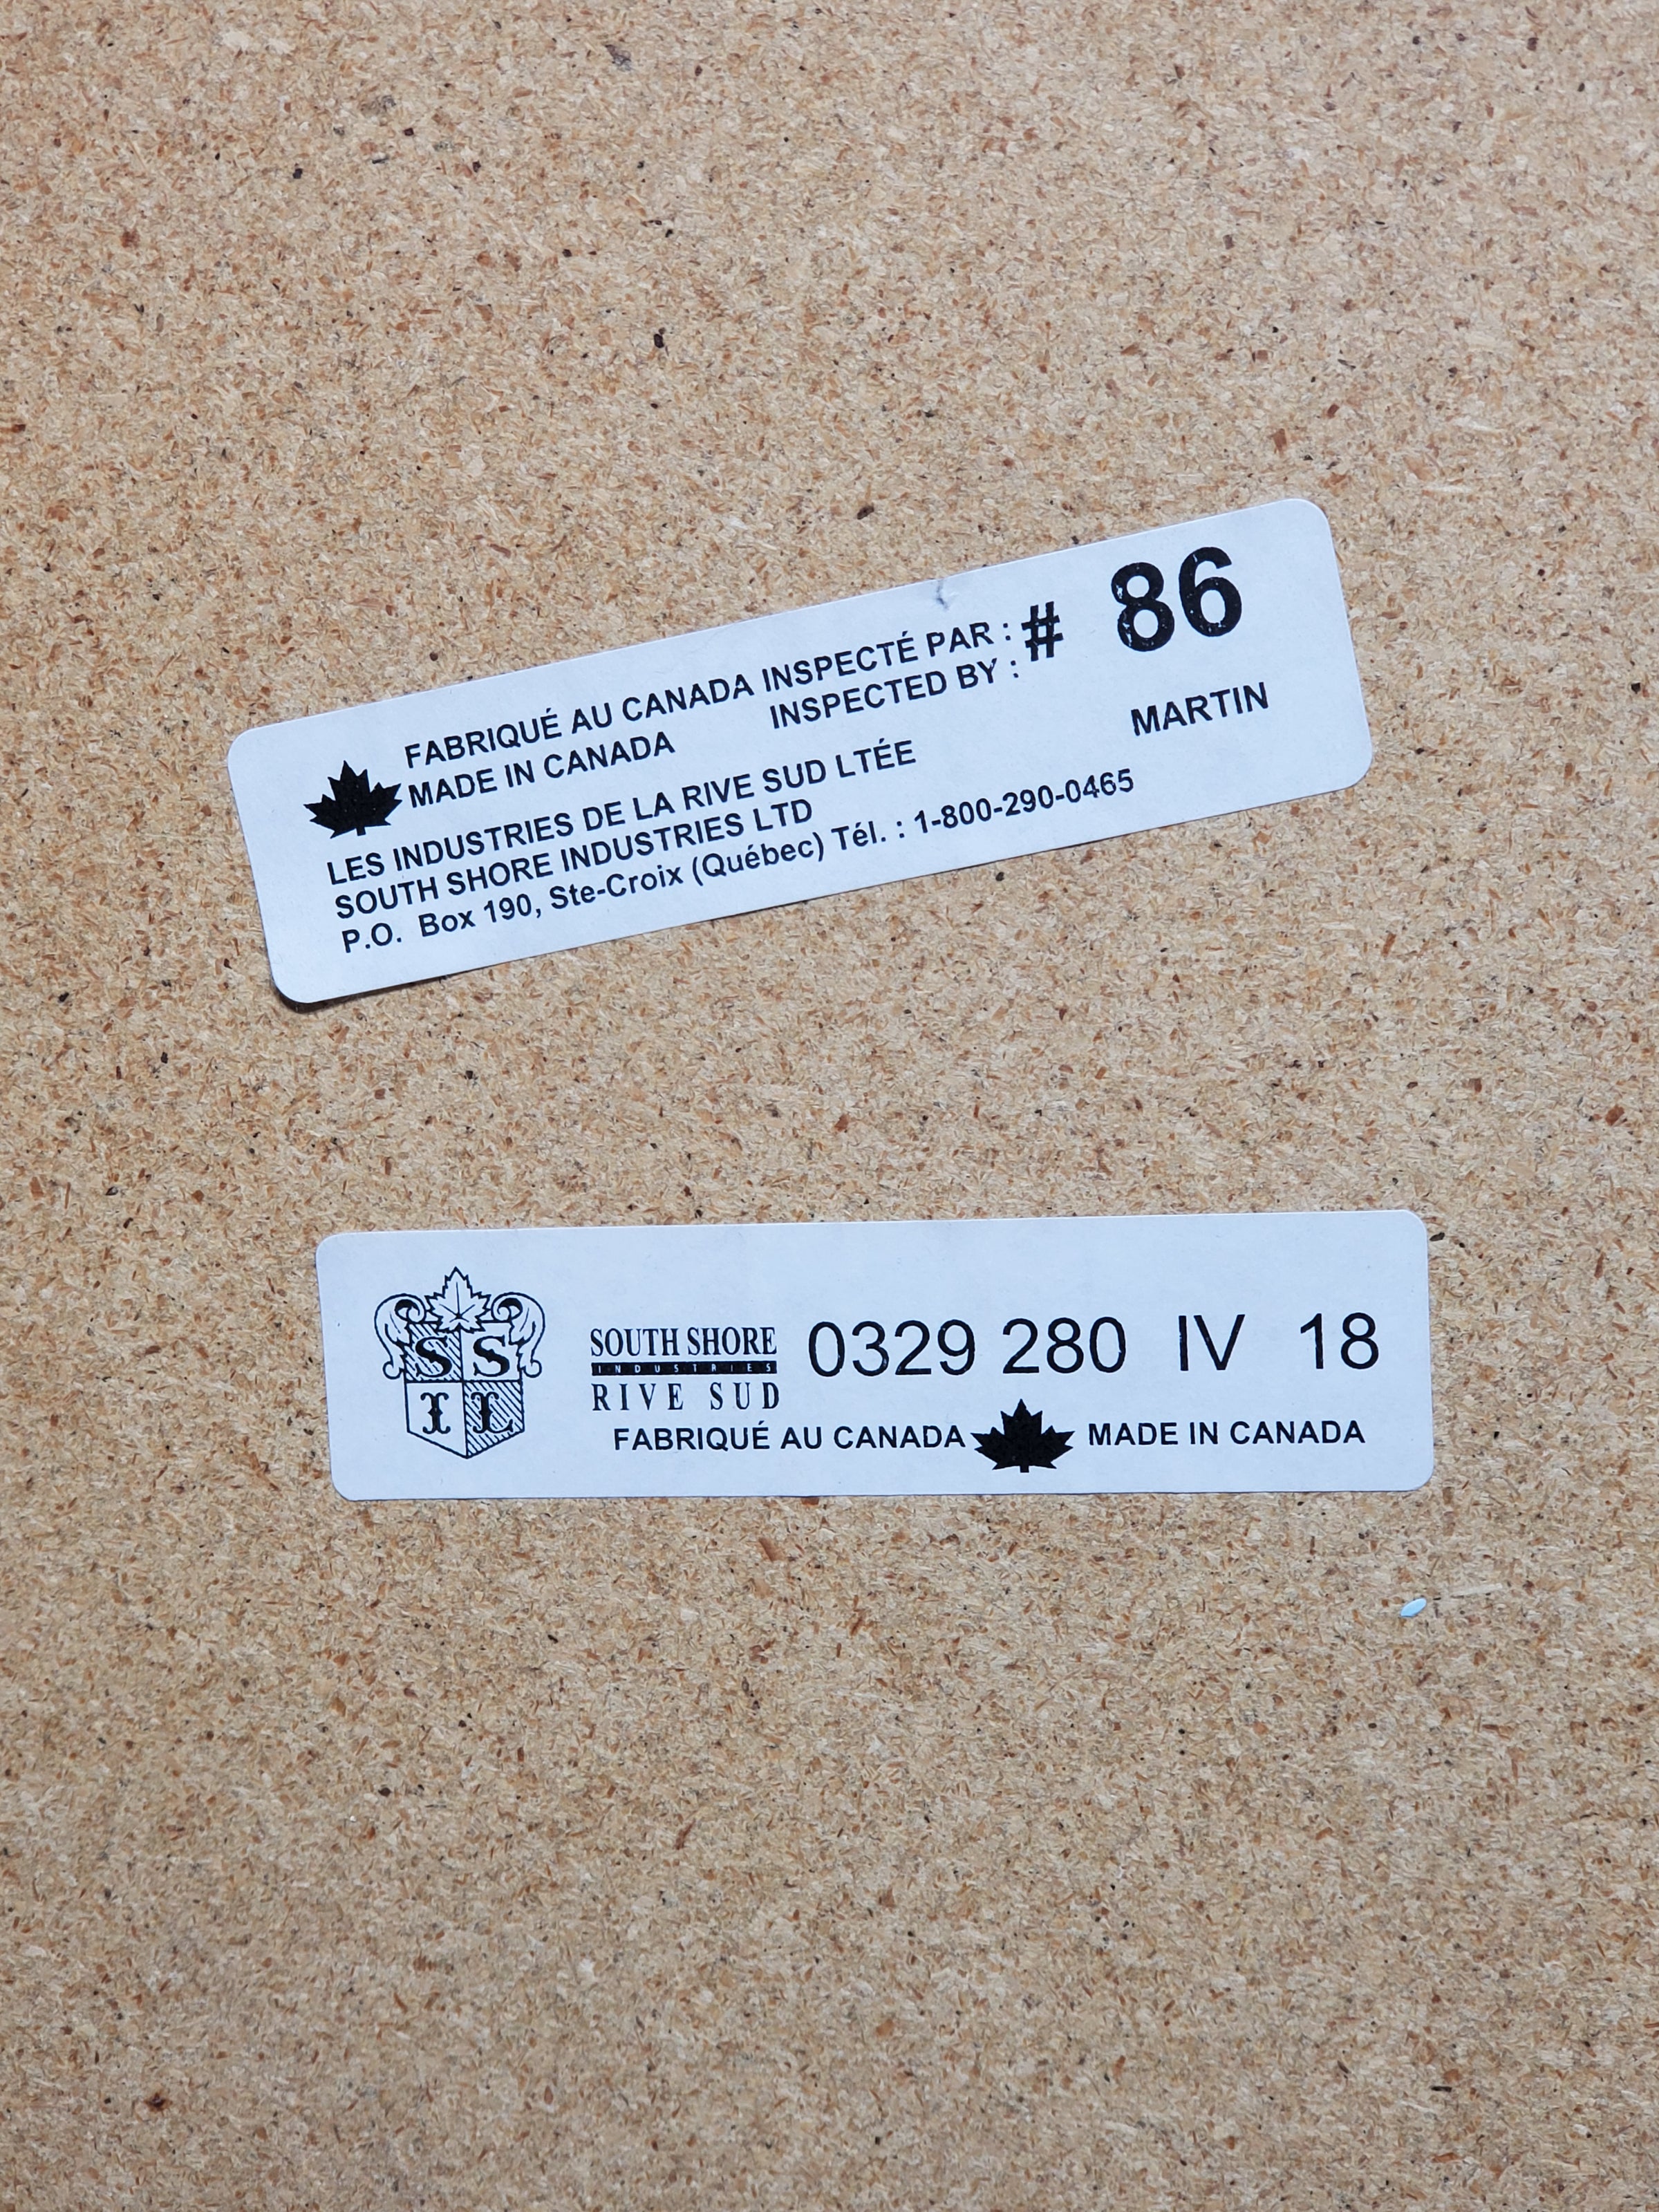 FABRIQUÉ AU CANADA INSPECTÉ PAR : # 86
MADE IN CANADA INSPECTED BY :
MARTIN
LES INDUSTRIES DE LA RIVE SUD LTÉE
SOUTH SHORE INDUSTRIES LTD
P.O. Box 190, Ste-Croix (Québec) Tél. : 1-800-290-0465
S S
I L
SOUTH SHORE
INDUSTRIES
RIVE SUD
0329 280 IV 18
FABRIQUÉ AU CANADA MADE IN CANADA